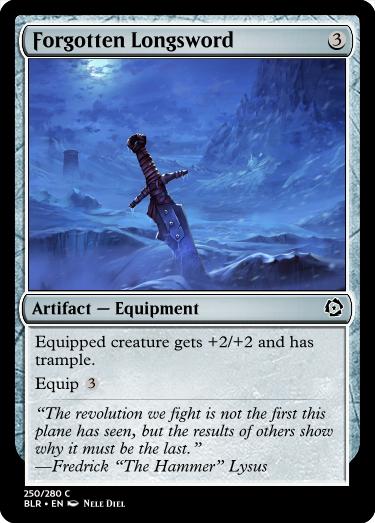 Forgotten Longsword 3
Artifact — Equipment
Equipped creature gets +2/+2 and has
trample.
Equip 3
“The revolution we fight is not the first this
plane has seen, but the results of others show
why it must be the last.”
—Fredrick “The Hammer” Lysus
250/280 C
BLR • EN Nele Diel